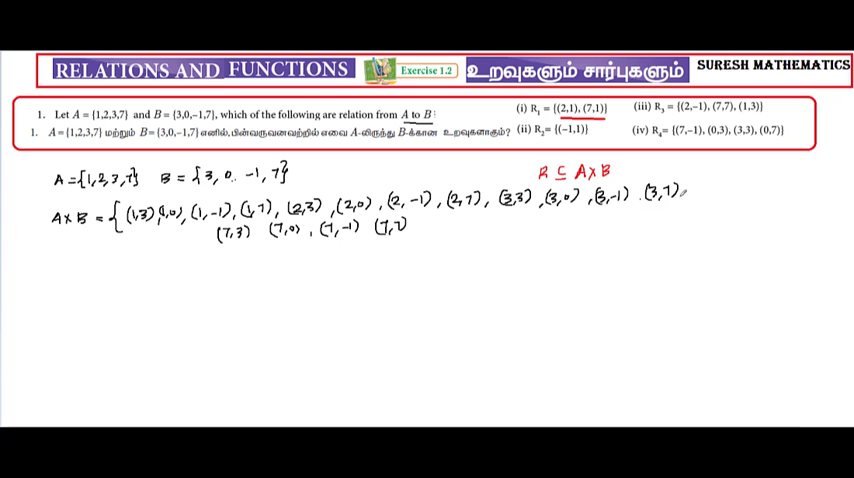 RELATIONS AND FUNCTIONS Exercise 1.2 உறவுகளும் சார்புகளும் SURESH MATHEMATICS
1. Let A = {1,2,3,7} and B = {3,0,-1,7}, which of the following are relation from A to B ? (i) R₁ = {(2,1), (7,1)} (iii) R₃ = {(2,-1), (7,7), (1,3)}
1. A = {1,2,3,7} மற்றும் B = {3,0,-1,7} எனில், பின்வருவனவற்றில் எவை A-லிருந்து B-க்கான உறவுகளாகும்? (ii) R₂= {(-1,1)} (iv) R₄= {(7,-1), (0,3), (3,3), (0,7)}
A={1,2,3,7} B = {3, 0, -1, 7} R ⊆ A×B
A×B = { (1,3) (1,0), (1,-1), (1,7), (2,3), (2,0), (2,-1), (2,7), (3,3), (3,0), (3,-1) . (3,7),
(7,3) (7,0), (7,-1) (7,7)